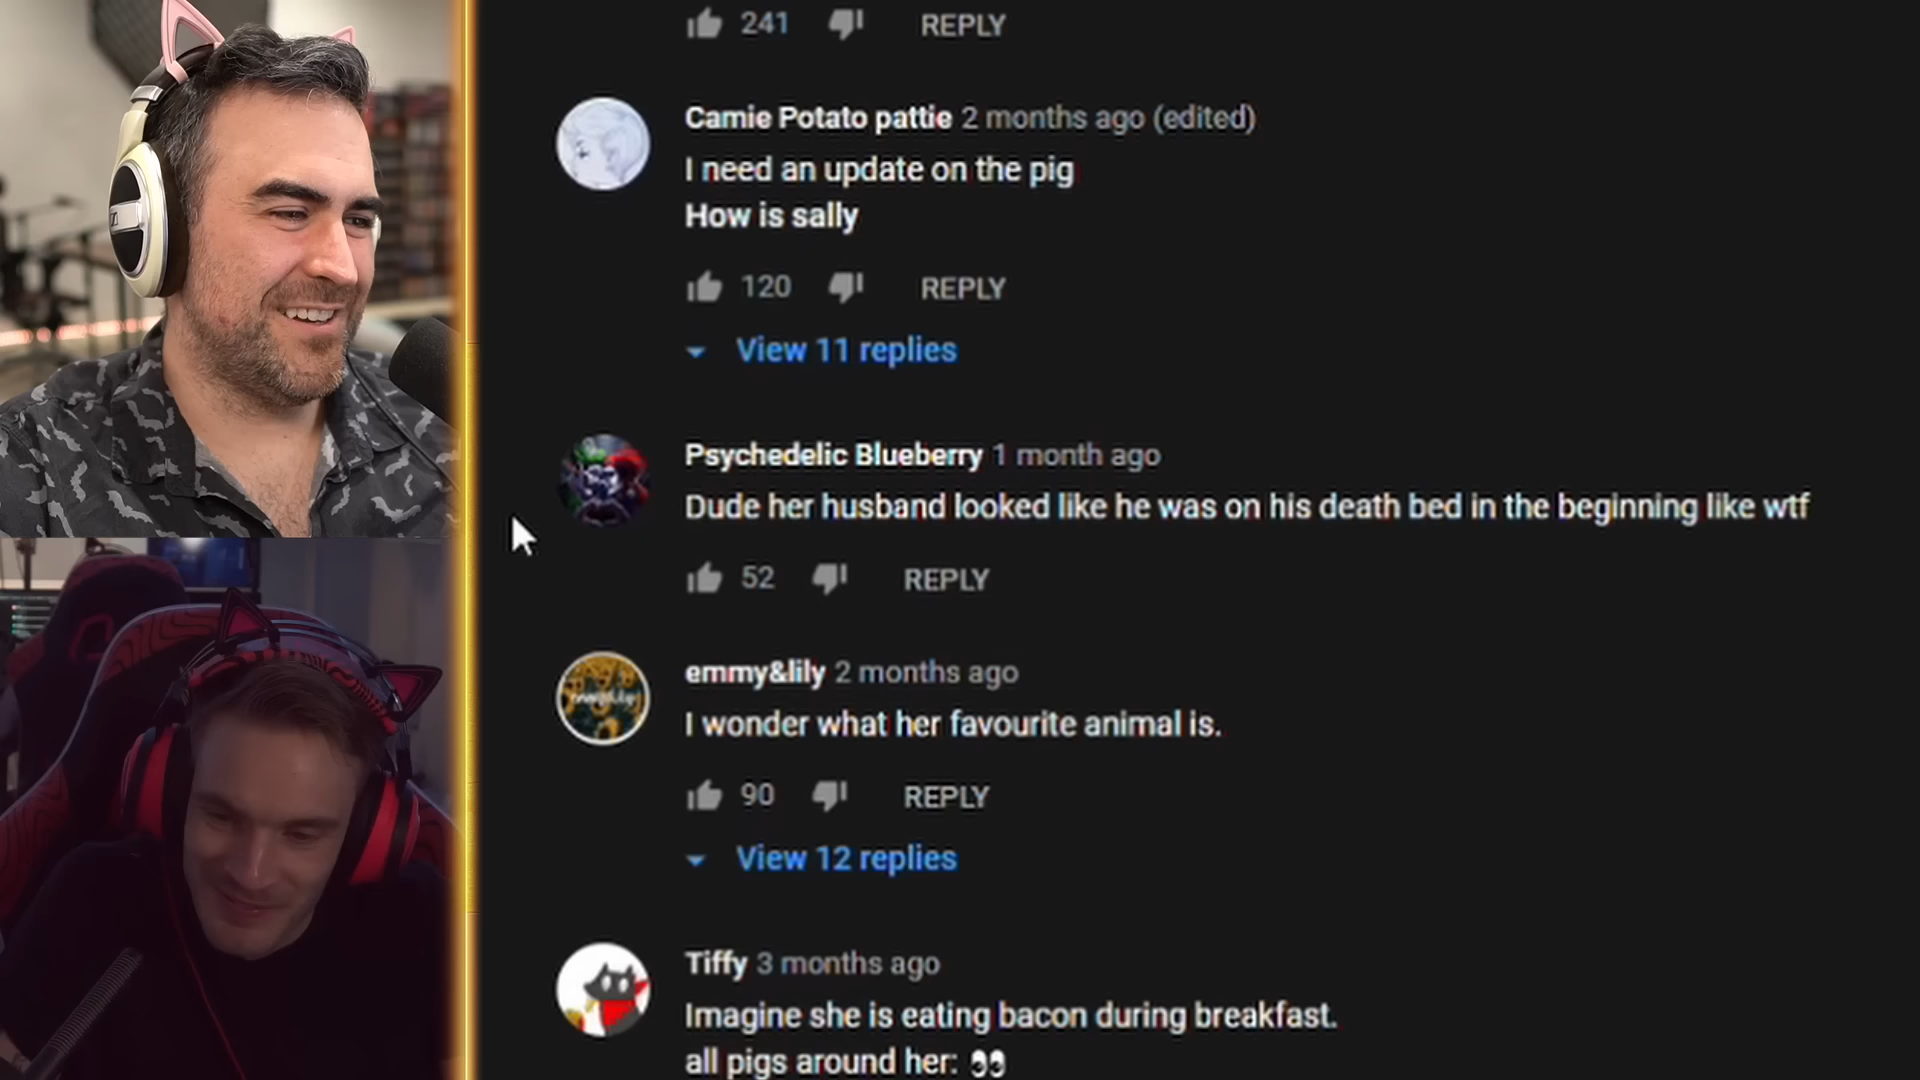 241 REPLY
Camie Potato pattie 2 months ago (edited)
I need an update on the pig
How is sally
120 REPLY
View 11 replies
Psychedelic Blueberry 1 month ago
Dude her husband looked like he was on his death bed in the beginning like wtf
52 REPLY
emmy&lily 2 months ago
I wonder what her favourite animal is.
90 REPLY
View 12 replies
Tiffy 3 months ago
Imagine she is eating bacon during breakfast.
all pigs around her: 👀